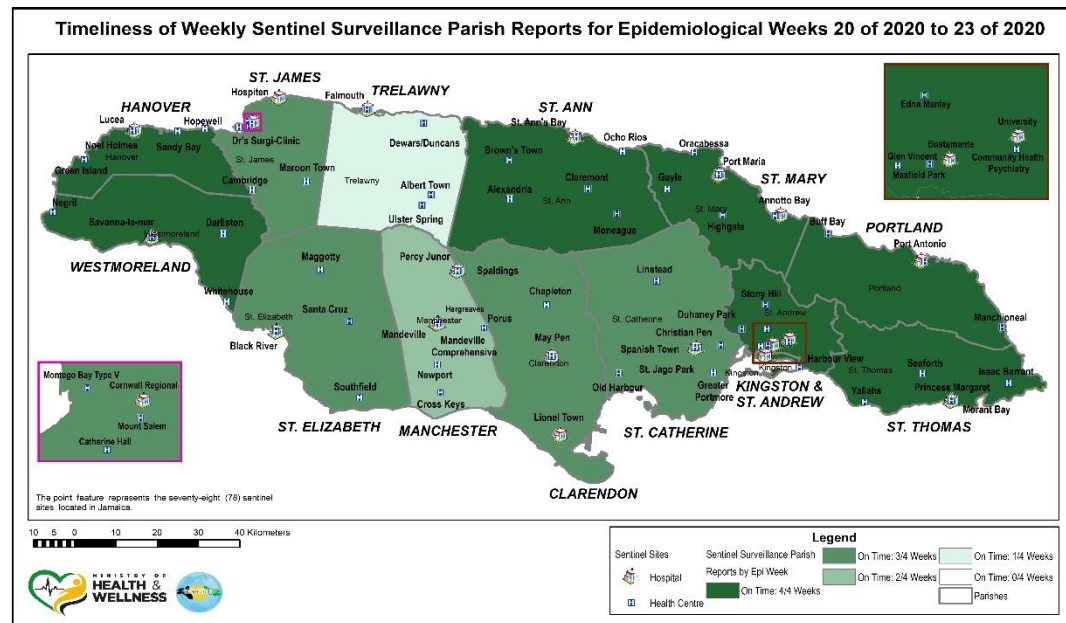 Timeliness of Weekly Sentinel Surveillance Parish Reports for Epidemiological Weeks 20 of 2020 to 23 of 2020
ST. JAMES
Hospiten
TRELAWNY
Falmouth
HANOVER
Lucea
Hopewell
ST. ANN
St. Ann's Bay
Ocho Rios
Oracabessa
Edna Manley
University
Bustamante
Glen Vincent
Community Health
Psychiatry
Maxfield Park
Noel Holmes
Hanover
Sandy Bay
Green Island
Dr's Surgi-Clinic
St. James
Maroon Town
Cambridge
Dewars/Duncans
Trelawny
Albert Town
Ulster Spring
Brown's Town
Alexandria
Claremont
St. Ann
Moneague
Port Maria
Gayle
ST. MARY
Annotto Bay
St. Mary
Highgate
Buff Bay
PORTLAND
Port Antonio
Portland
Manchioneal
Negril
Savanna-la-mar
Westmoreland
Darliston
WESTMORELAND
Whitehouse
Maggotty
Santa Cruz
St. Elizabeth
Black River
Southfield
ST. ELIZABETH
Percy Junor
Spaldings
Hargreaves
Manchester
Mandeville
Mandeville
Comprehensive
Porus
Newport
Cross Keys
MANCHESTER
Chapleton
May Pen
Clarendon
Lionel Town
CLARENDON
Linstead
St. Catherine
Duhaney Park
Christian Pen
Spanish Town
St. Jago Park
Old Harbour
Greater
Portmore
ST. CATHERINE
Stony Hill
St. Andrew
Kingston
Kingston
Harbour View
KINGSTON &
ST. ANDREW
St. Thomas
Seaforth
Isaac Barrant
Yallahs
Princess Margaret
Morant Bay
ST. THOMAS
Montego Bay Type V
Cornwall Regional
Mount Salem
Catherine Hall
The point feature represents the seventy-eight (78) sentinel
sites located in Jamaica.
10 5 0 10 20 30 40 Kilometers
MINISTRY OF
HEALTH &
WELLNESS
Legend
Sentinel Sites
Hospital
Health Centre
Sentinel Surveillance Parish
Reports by Epi Week
On Time: 4/4 Weeks
On Time: 3/4 Weeks
On Time: 2/4 Weeks
On Time: 1/4 Weeks
On Time: 0/4 Weeks
Parishes